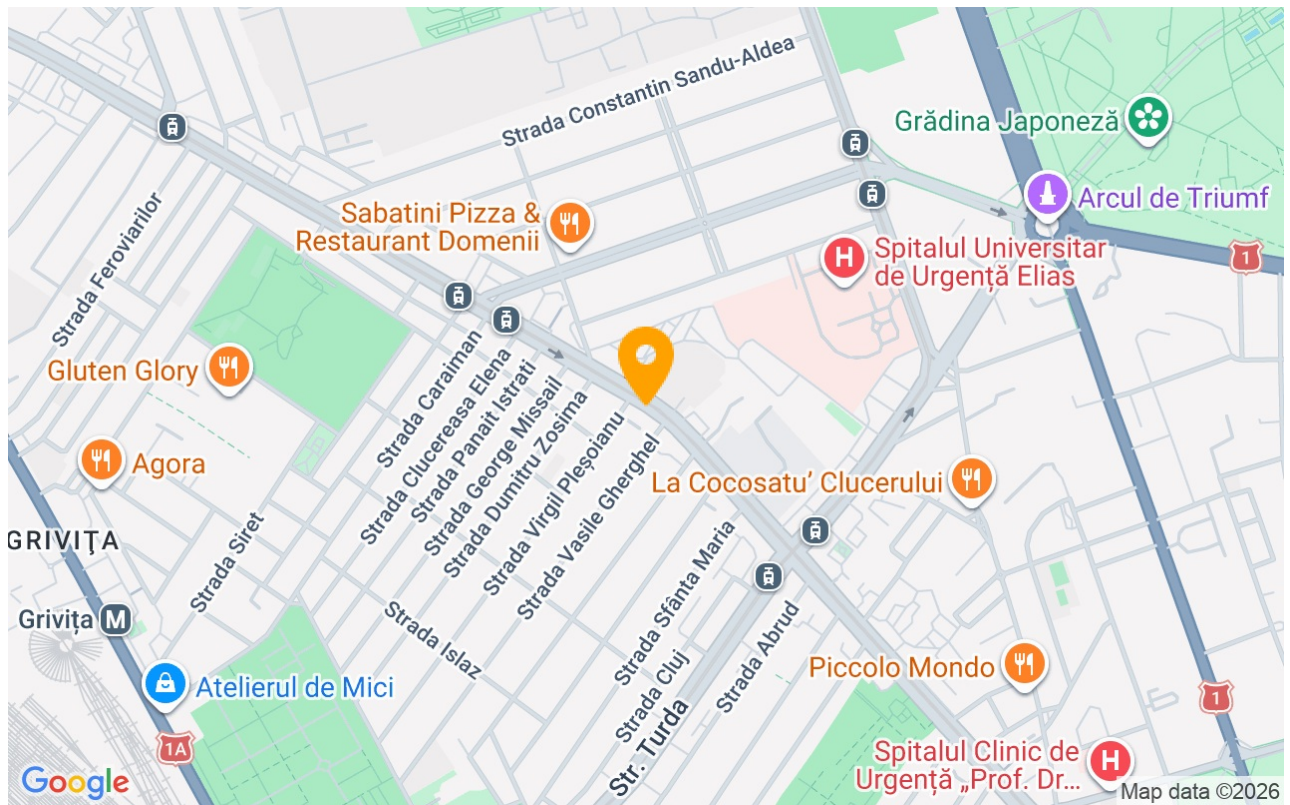 Strada Constantin Sandu-Aldea
Grădina Japoneză
Arcul de Triumf
Strada Feroviarilor
Sabatini Pizza &
Restaurant Domenii
Spitalul Universitar
de Urgență Elias
1
Gluten Glory
Strada Caraiman
Strada Clucereasa Elena
Strada Panait Istrati
Strada George Missail
Strada Dumitru Zosima
Strada Virgil Pleșoianu
Strada Vasile Gherghel
Agora
La Cocosatu’ Clucerului
GRIVIȚA
Strada Siret
Strada Sfânta Maria
Grivița M
Strada Islaz
Strada Cluj
Strada Abrud
Piccolo Mondo
Atelierul de Mici
1
1A
Str. Turda
Spitalul Clinic de
Urgență „Prof. Dr...
H
H
Google
Map data ©2026